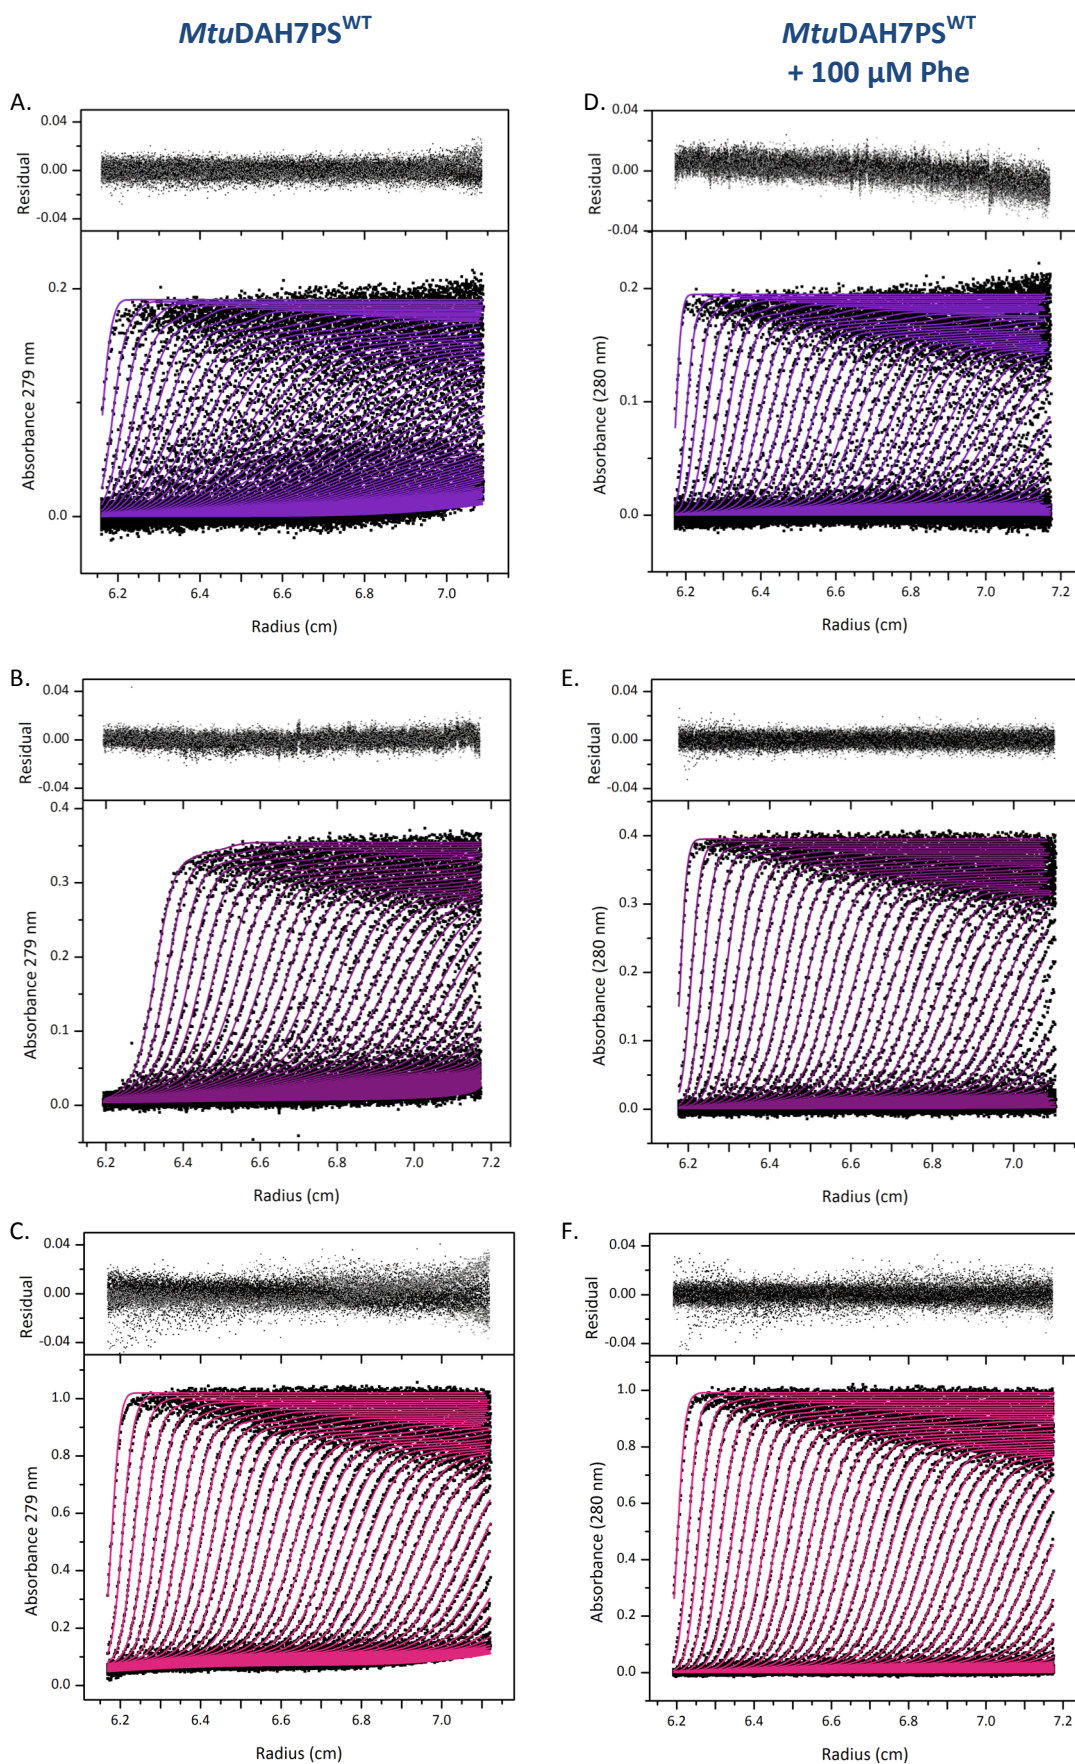 MtuDAH7PS^WT
MtuDAH7PS^WT
+ 100 µM Phe
A.
0.04
0.00
-0.04
Residual
0.2
0.1
0.0
Absorbance 279 nm
6.2 6.4 6.6 6.8 7.0
Radius (cm)
D.
0.04
0.00
-0.04
Residual
0.2
0.1
0.0
Absorbance (280 nm)
6.2 6.4 6.6 6.8 7.0 7.2
Radius (cm)
B.
0.04
0.00
-0.04
Residual
0.4
0.3
0.2
0.1
0.0
Absorbance 279 nm
6.2 6.4 6.6 6.8 7.0 7.2
Radius (cm)
E.
0.04
0.00
-0.04
Residual
0.4
0.3
0.2
0.1
0.0
Absorbance (280 nm)
6.2 6.4 6.6 6.8 7.0
Radius (cm)
C.
0.04
0.00
-0.04
Residual
1.0
0.8
0.6
0.4
0.2
0.0
Absorbance 279 nm
6.2 6.4 6.6 6.8 7.0
Radius (cm)
F.
0.04
0.00
-0.04
Residual
1.0
0.8
0.6
0.4
0.2
0.0
Absorbance (280 nm)
6.2 6.4 6.6 6.8 7.0 7.2
Radius (cm)